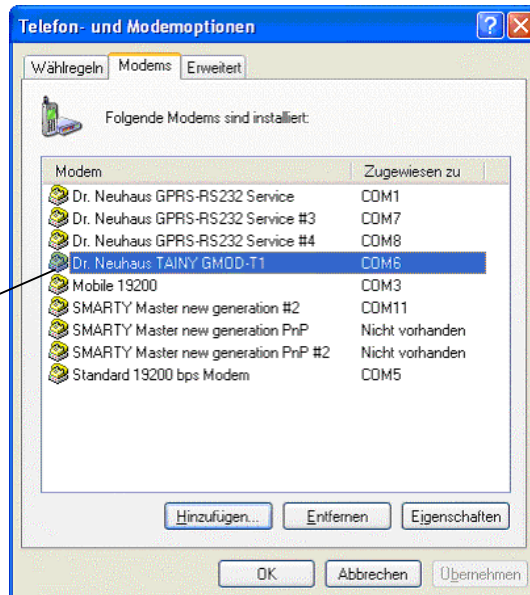 Telefon- und Modemoptionen
Wählregeln Modems Erweitert
Folgende Modems sind installiert:
Modem Zugewiesen zu
Dr. Neuhaus GPRS-RS232 Service COM1
Dr. Neuhaus GPRS-RS232 Service #3 COM7
Dr. Neuhaus GPRS-RS232 Service #4 COM8
Dr. Neuhaus TAINY GMOD-T1 COM6
Mobile 19200 COM3
SMARTY Master new generation #2 COM11
SMARTY Master new generation PnP Nicht vorhanden
SMARTY Master new generation PnP #2 Nicht vorhanden
Standard 19200 bps Modem COM5
Hinzufügen... Entfernen Eigenschaften
OK Abbrechen Übernehmen